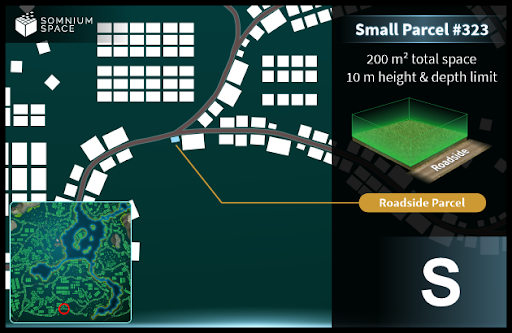 SOMNIUM
SPACE
Small Parcel #323
200 m² total space
10 m height & depth limit
Roadside
Roadside Parcel
S